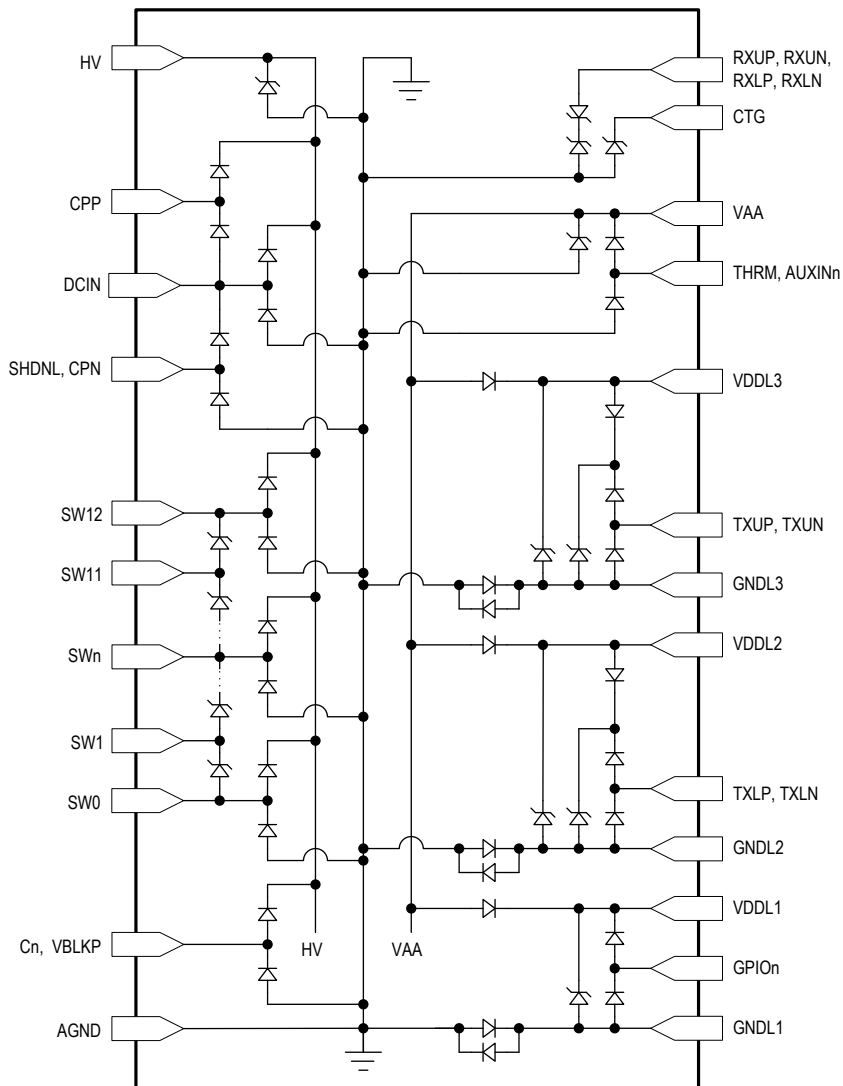 HV
CPP
DCIN
SHDNL, CPN
SW12
SW11
SWn
SW1
SW0
Cn, VBLKP
AGND
HV
VAA
RXUP, RXUN,
RXLP, RXLN
CTG
VAA
THRM, AUXINn
VDDL3
TXUP, TXUN
GNDL3
VDDL2
TXLP, TXLN
GNDL2
VDDL1
GPIOn
GNDL1